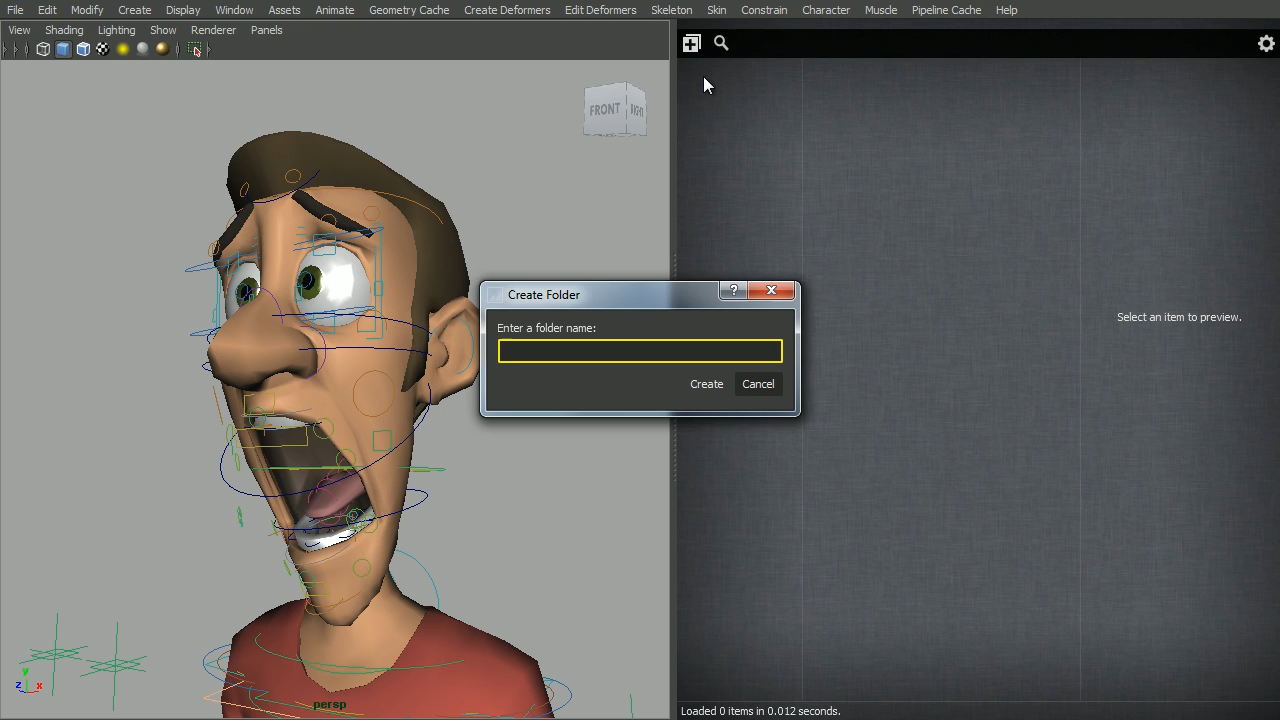 File Edit Modify Create Display Window Assets Animate Geometry Cache Create Deformers Edit Deformers Skeleton Skin Constrain Character Muscle Pipeline Cache Help
View Shading Lighting Show Renderer Panels
FRONT RIGHT
Create Folder
?
Enter a folder name:
Select an item to preview.
Create Cancel
y
z x
persp
Loaded 0 items in 0.012 seconds.